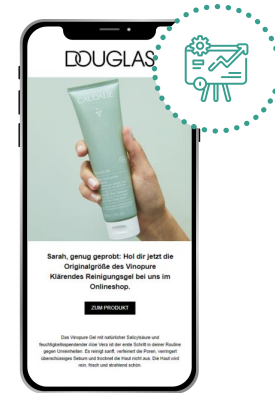 DOUGLAS
CAUDALIE
Sarah, genug geprobt: Hol dir jetzt die
Originalgröße des Vinopure
Klärendes Reinigungsgel bei uns im
Onlineshop.
ZUM PRODUKT
Das Vinopure Gel mit natürlicher Salicylsäure und
feuchtigkeitsspendender Aloe Vera ist der erste Schritt in deiner Routine
gegen Unreinheiten. Es reinigt sanft, verfeinert die Poren, verringert
überschüssiges Sebum und trocknet die Haut nicht aus. Die Haut wird
rein, frisch und strahlend schön.